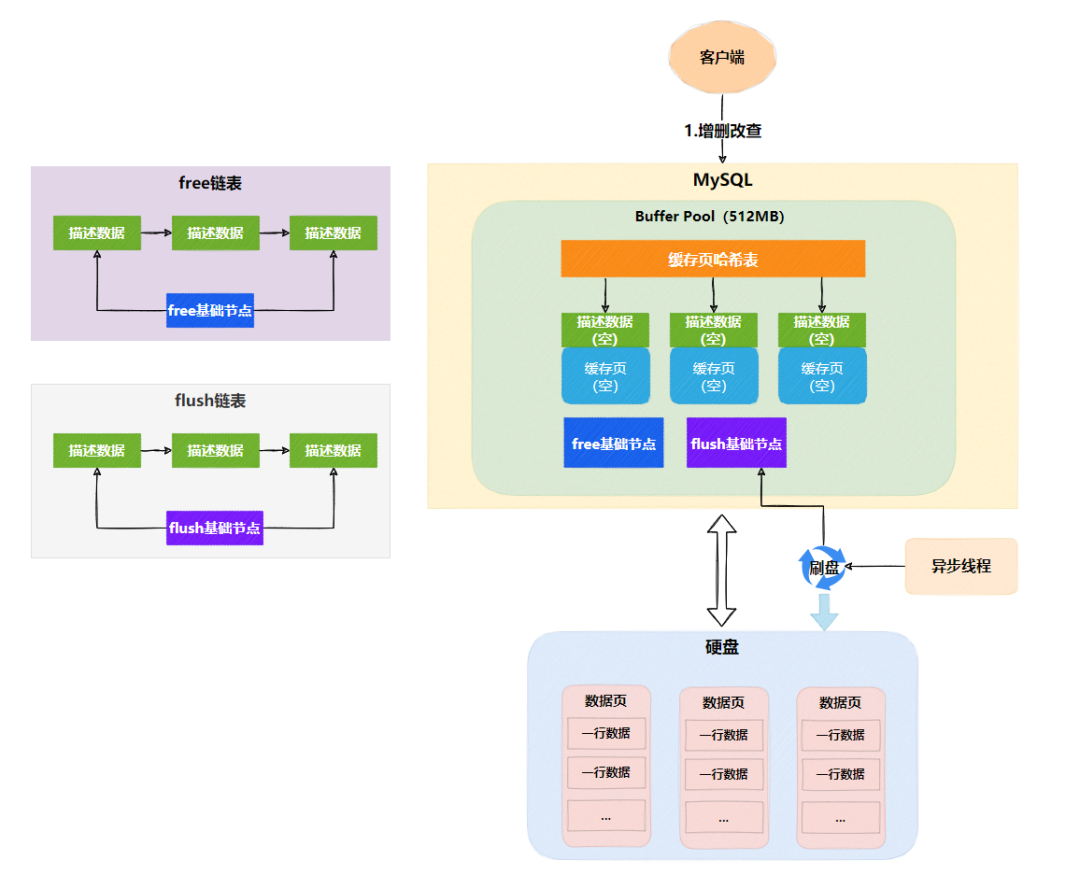 客户端
1.增删改查
free链表
描述数据
描述数据
描述数据
free基础节点
flush链表
描述数据
描述数据
描述数据
flush基础节点
MySQL
Buffer Pool（512MB）
缓存页哈希表
描述数据
(空)
描述数据
(空)
描述数据
(空)
缓存页
（空）
缓存页
（空）
缓存页
（空）
free基础节点
flush基础节点
刷盘
异步线程
硬盘
数据页
一行数据
一行数据
...
数据页
一行数据
一行数据
...
数据页
一行数据
一行数据
...